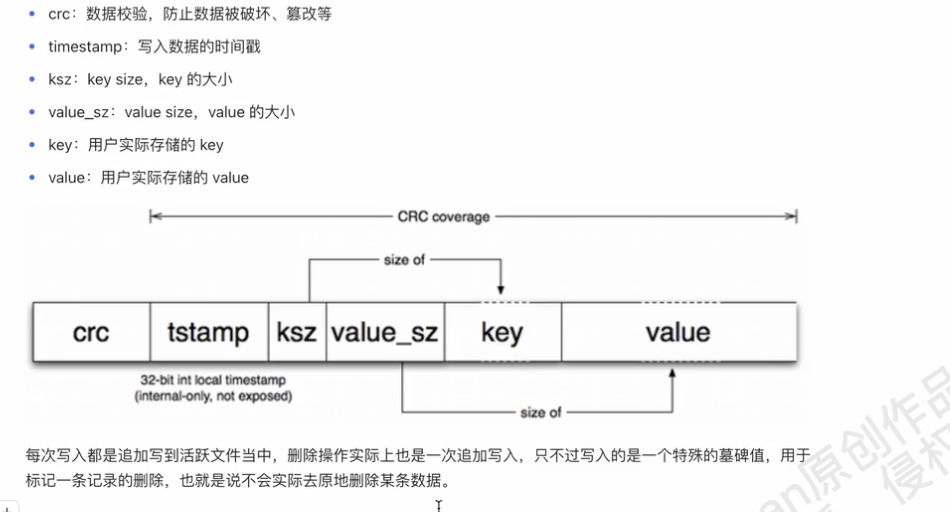 • crc：数据校验，防止数据被破坏、篡改等
• timestamp：写入数据的时间戳
• ksz：key size，key 的大小
• value_sz：value size，value 的大小
• key：用户实际存储的 key
• value：用户实际存储的 value
CRC coverage
size of
crc tstamp ksz value_sz key value
32-bit int local timestamp
(internal-only, not exposed)
size of
每次写入都是追加写到活跃文件当中，删除操作实际上也是一次追加写入，只不过写入的是一个特殊的墓碑值，用于
标记一条记录的删除，也就是说不会实际去原地删除某条数据。
an原创作品
侵权